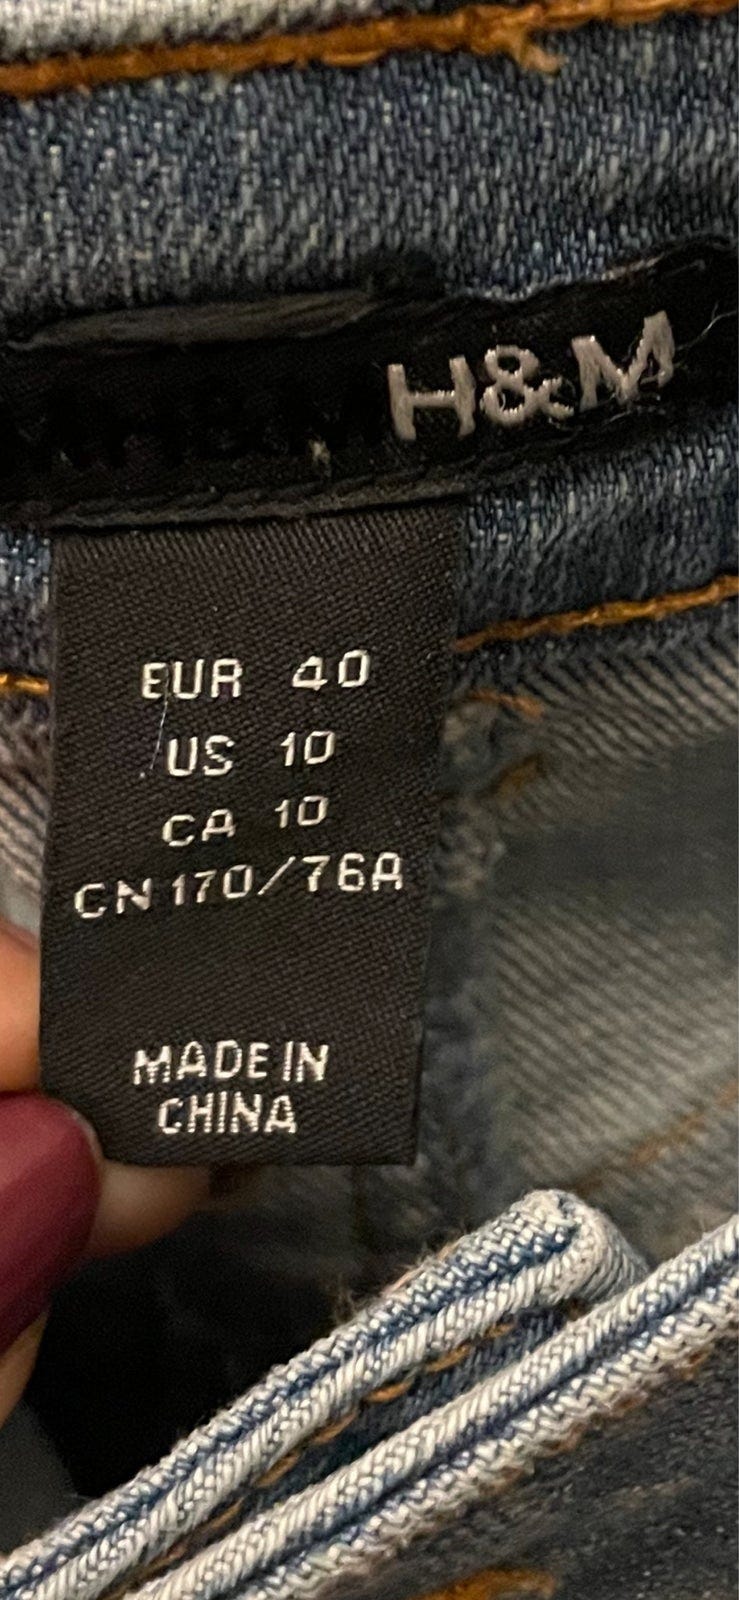 H&M
EUR 40
US 10
CA 10
CN 170/76A
MADE IN
CHINA